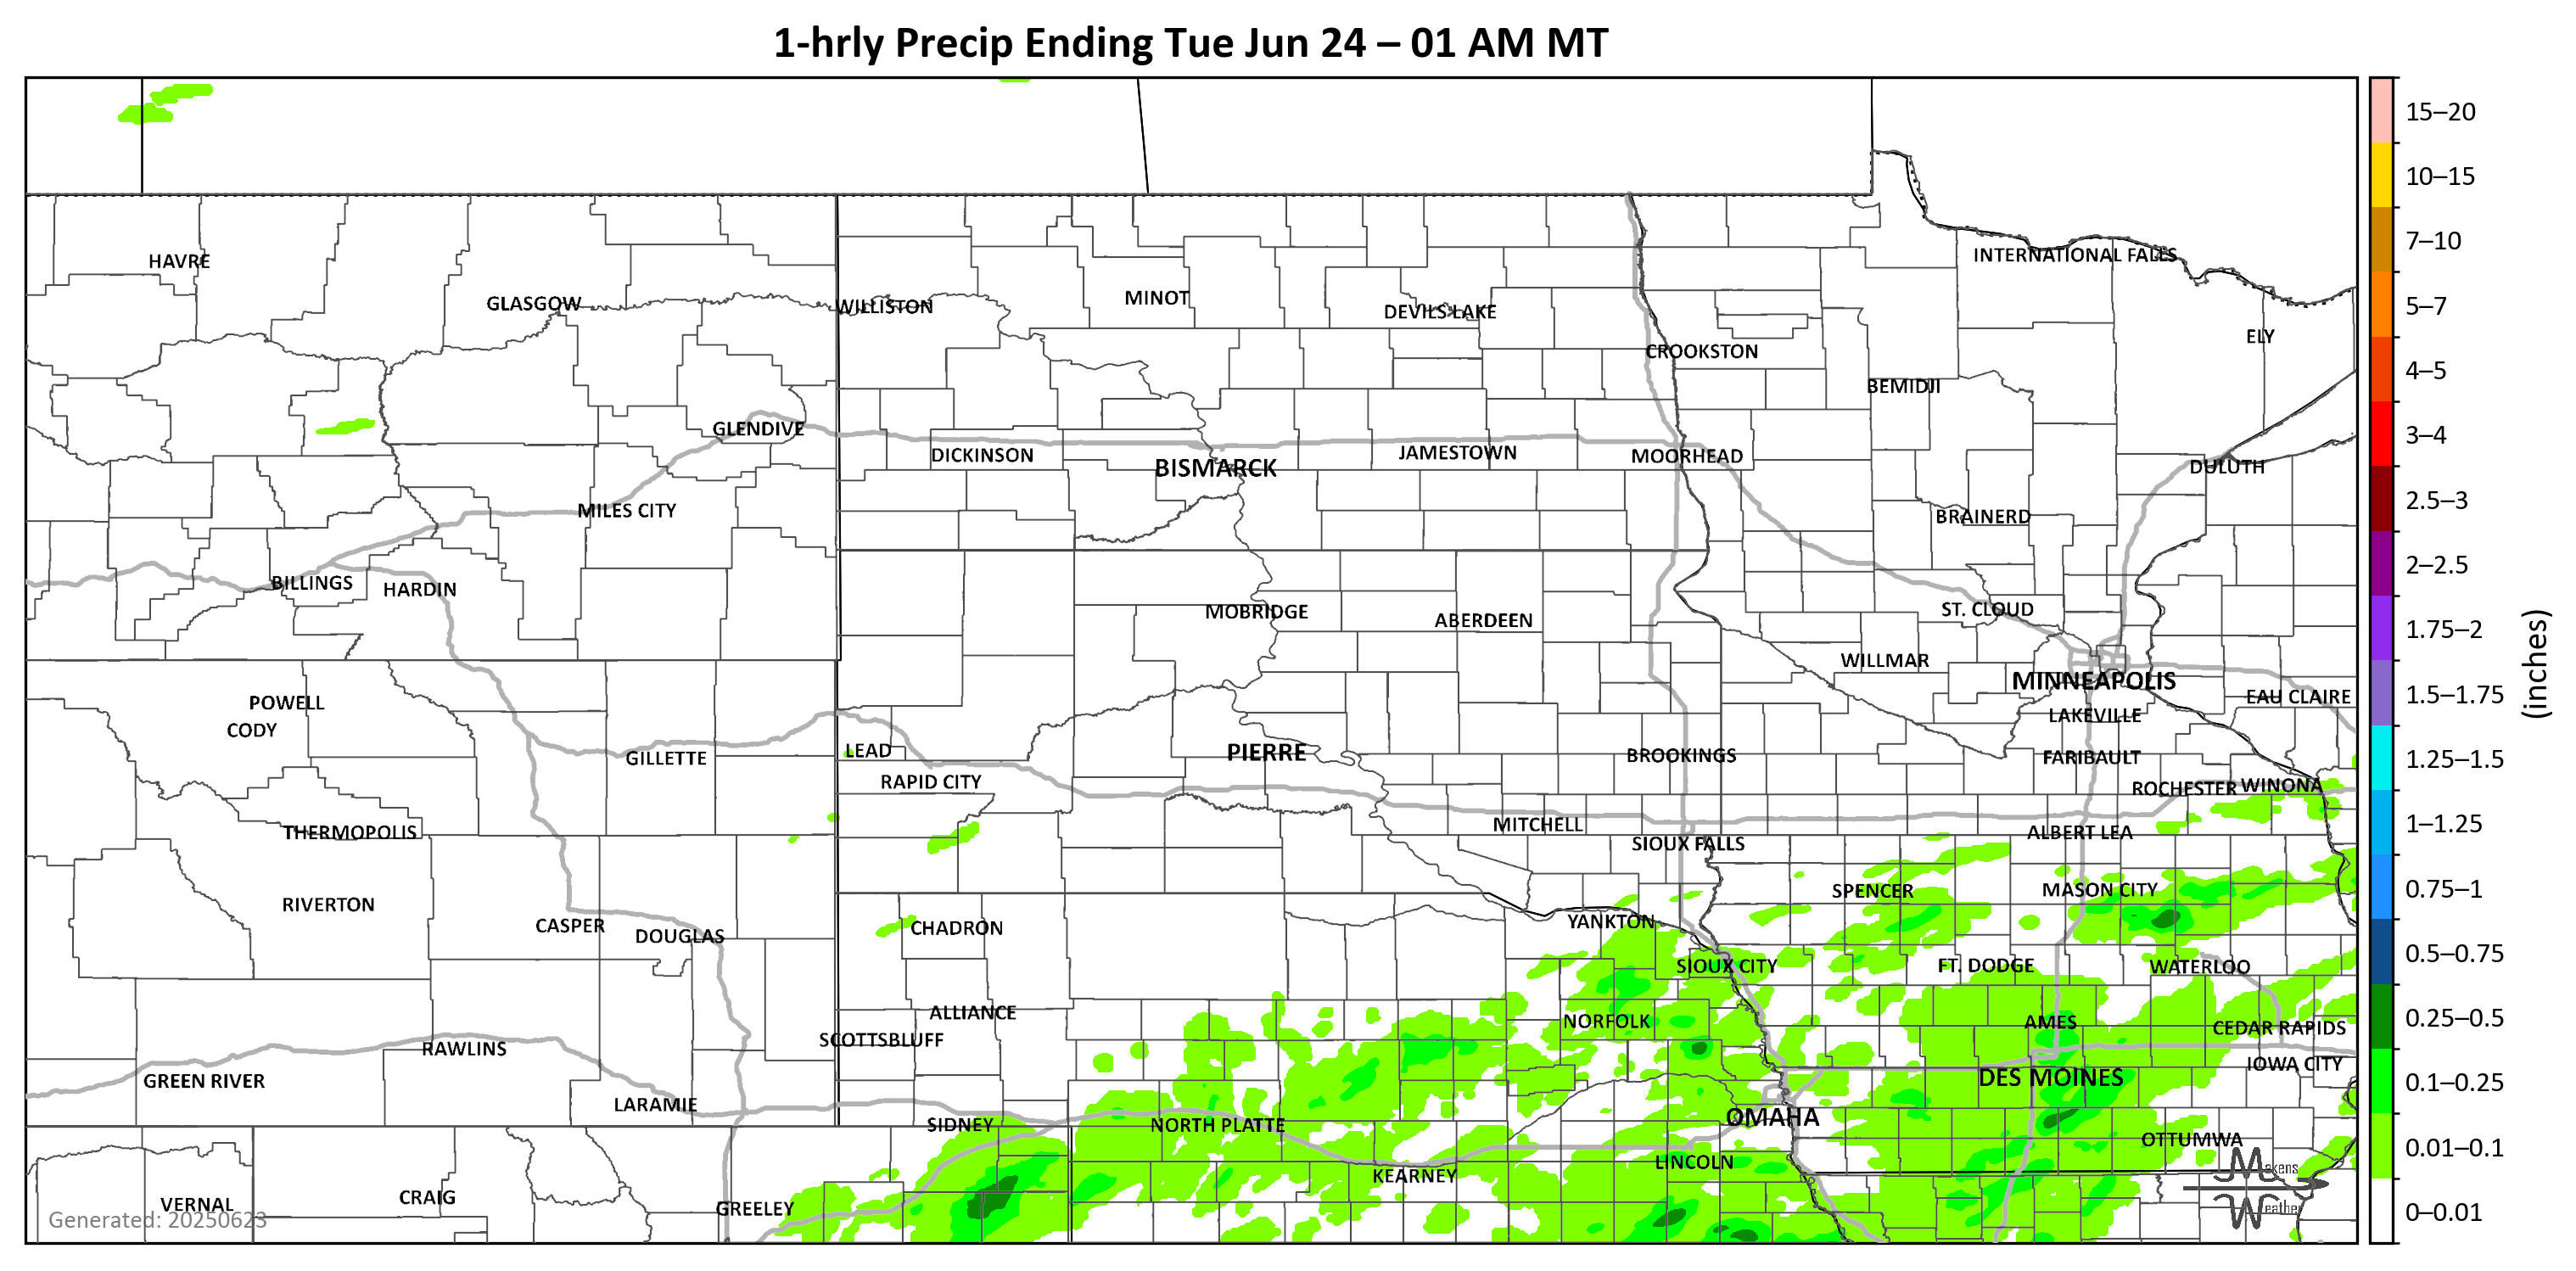 1-hrly Precip Ending Tue Jun 24 – 01 AM MT
15–20
10–15
7–10
5–7
4–5
3–4
2.5–3
2–2.5
1.75–2
1.5–1.75
1.25–1.5
1–1.25
0.75–1
0.5–0.75
0.25–0.5
0.1–0.25
0.01–0.1
0–0.01
(inches)
HAVRE
INTERNATIONAL FALLS
GLASGOW
WILLISTON
MINOT
DEVILS LAKE
ELY
CROOKSTON
BEMIDJI
GLENDIVE
DICKINSON
BISMARCK
JAMESTOWN
MOORHEAD
DULUTH
MILES CITY
BRAINERD
BILLINGS
HARDIN
MOBRIDGE
ABERDEEN
ST. CLOUD
WILLMAR
MINNEAPOLIS
EAU CLAIRE
POWELL
CODY
LAKEVILLE
GILLETTE
LEAD
PIERRE
BROOKINGS
FARIBAULT
RAPID CITY
ROCHESTER
WINONA
THERMOPOLIS
MITCHELL
SIOUX FALLS
ALBERT LEA
RIVERTON
SPENCER
MASON CITY
CASPER
DOUGLAS
CHADRON
YANKTON
SIOUX CITY
FT. DODGE
WATERLOO
ALLIANCE
SCOTTSBLUFF
NORFOLK
AMES
CEDAR RAPIDS
RAWLINS
IOWA CITY
GREEN RIVER
DES MOINES
LARAMIE
SIDNEY
NORTH PLATTE
OMAHA
OTTUMWA
LINCOLN
KEARNEY
VERNAL
CRAIG
GREELEY
Generated: 20250623
Makens
Weather